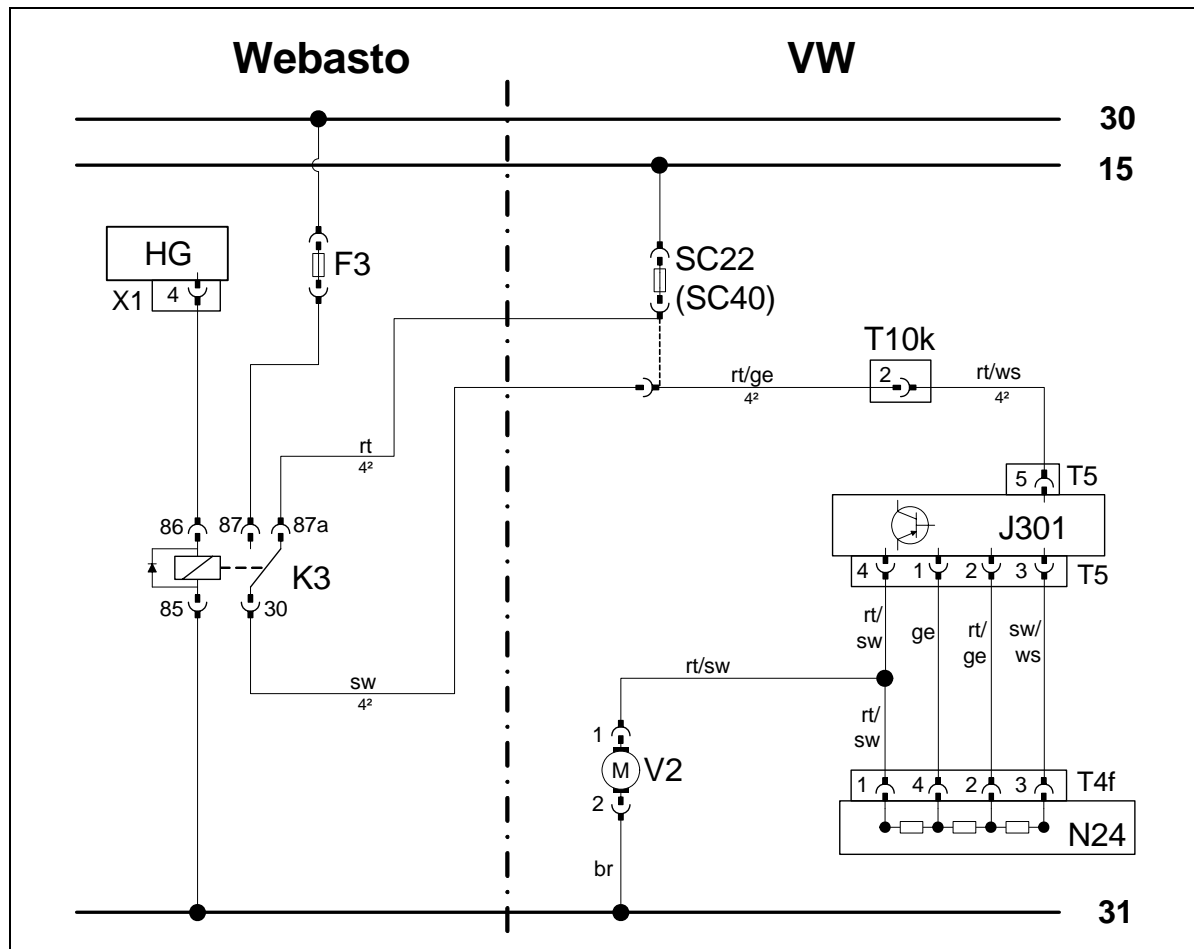 Webasto
VW
30
15
HG
X1
4
F3
SC22
(SC40)
T10k
2
rt/ge
4²
rt/ws
4²
rt
4²
5
T5
J301
86
87
87a
K3
85
30
4
1
2
3
T5
rt/
sw
ge
rt/
ge
sw/
ws
sw
4²
rt/sw
rt/
sw
1
M
V2
2
1
4
2
3
T4f
N24
br
31